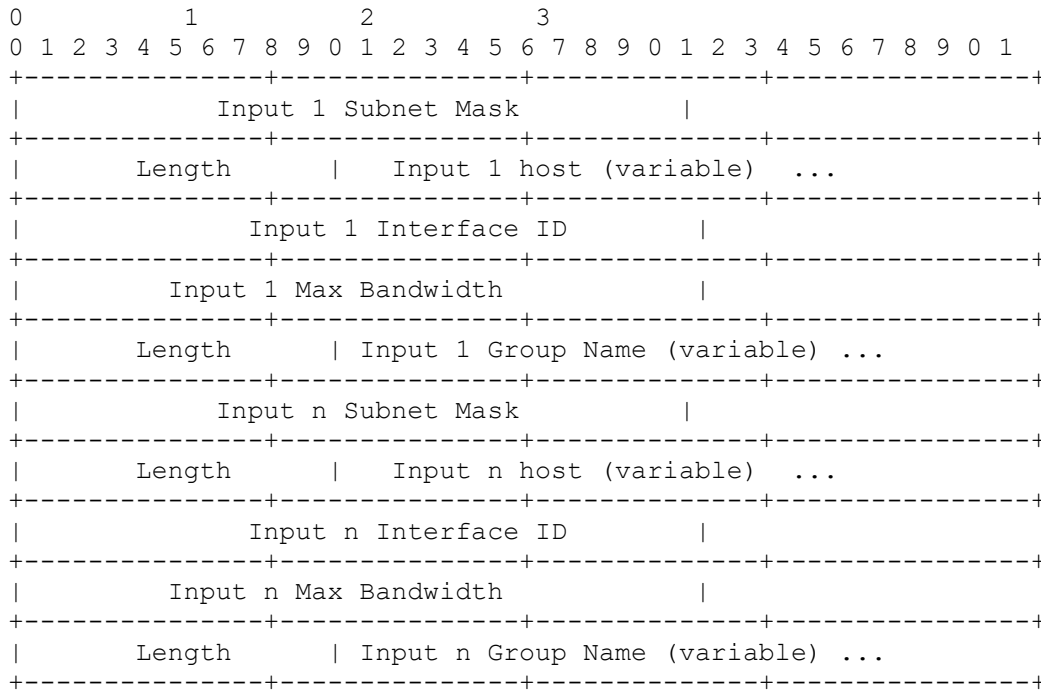 0          1          2          3
0 1 2 3 4 5 6 7 8 9 0 1 2 3 4 5 6 7 8 9 0 1 2 3 4 5 6 7 8 9 0 1
+---------------+---------------+--------------+----------------+
|            Input 1 Subnet Mask          |
+---------------+---------------+--------------+----------------+
|       Length      |   Input 1 host (variable)  ...
+---------------+---------------+--------------+----------------+
|              Input 1 Interface ID        |
+---------------+---------------+--------------+----------------+
|         Input 1 Max Bandwidth            |
+---------------+---------------+--------------+----------------+
|       Length      | Input 1 Group Name (variable) ...
+---------------+---------------+--------------+----------------+
|            Input n Subnet Mask          |
+---------------+---------------+--------------+----------------+
|       Length      |   Input n host (variable)  ...
+---------------+---------------+--------------+----------------+
|              Input n Interface ID        |
+---------------+---------------+--------------+----------------+
|         Input n Max Bandwidth            |
+---------------+---------------+--------------+----------------+
|       Length      | Input n Group Name (variable) ...
+---------------+---------------+--------------+----------------+